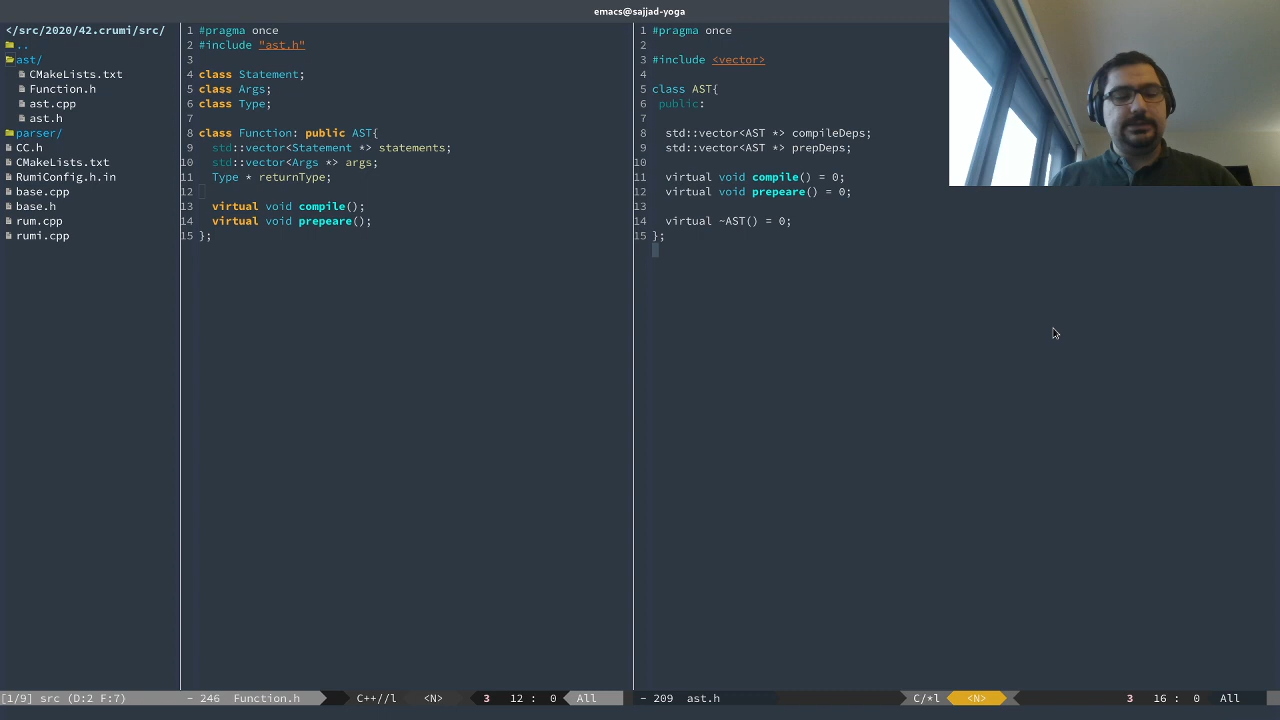 emacs@sajjad-yoga
</src/2020/42.crumi/src/
..
ast/
CMakeLists.txt
Function.h
ast.cpp
ast.h
parser/
CC.h
CMakeLists.txt
RumiConfig.h.in
base.cpp
base.h
rum.cpp
rumi.cpp
1 #pragma once
2 #include "ast.h"
3
4 class Statement;
5 class Args;
6 class Type;
7
8 class Function: public AST{
9 std::vector<Statement *> statements;
10 std::vector<Args *> args;
11 Type * returnType;
12
13 virtual void compile();
14 virtual void prepeare();
15 };
1 #pragma once
2
3 #include <vector>
4
5 class AST{
6 public:
7
8 std::vector<AST *> compileDeps;
9 std::vector<AST *> prepDeps;
10
11 virtual void compile() = 0;
12 virtual void prepeare() = 0;
13
14 virtual ~AST() = 0;
15 };
[1/9] src (D:2 F:7) - 246 Function.h C++//l <N> 3 12 : 0 All
- 209 ast.h C/*l <N> 3 16 : 0 All